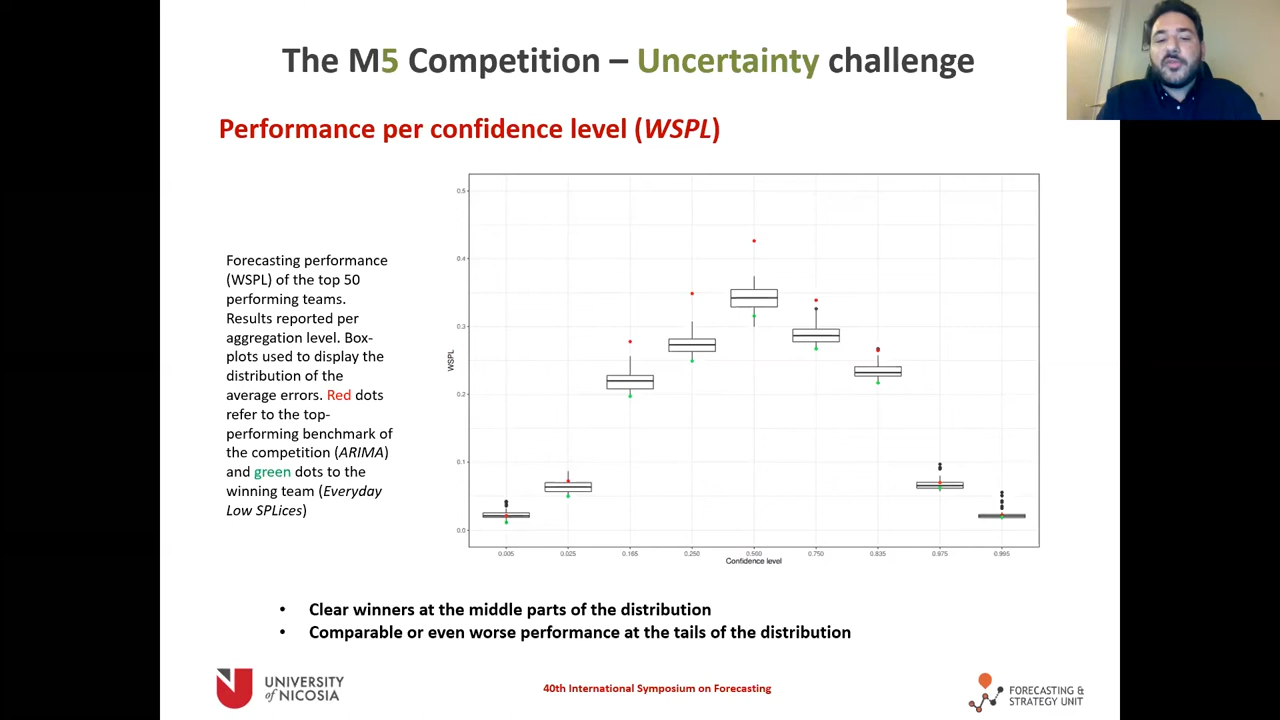 The M5 Competition – Uncertainty challenge
Performance per confidence level (WSPL)
Forecasting performance
(WSPL) of the top 50
performing teams.
Results reported per
aggregation level. Box-
plots used to display the
distribution of the
average errors. Red dots
refer to the top-
performing benchmark of
the competition (ARIMA)
and green dots to the
winning team (Everyday
Low SPLices)
WSPL
0.5
0.4
0.3
0.2
0.1
0.0
0.005 0.025 0.165 0.250 0.500 0.750 0.835 0.975 0.995
Confidence level
• Clear winners at the middle parts of the distribution
• Comparable or even worse performance at the tails of the distribution
UNIVERSITY
of NICOSIA
40th International Symposium on Forecasting
FORECASTING &
STRATEGY UNIT